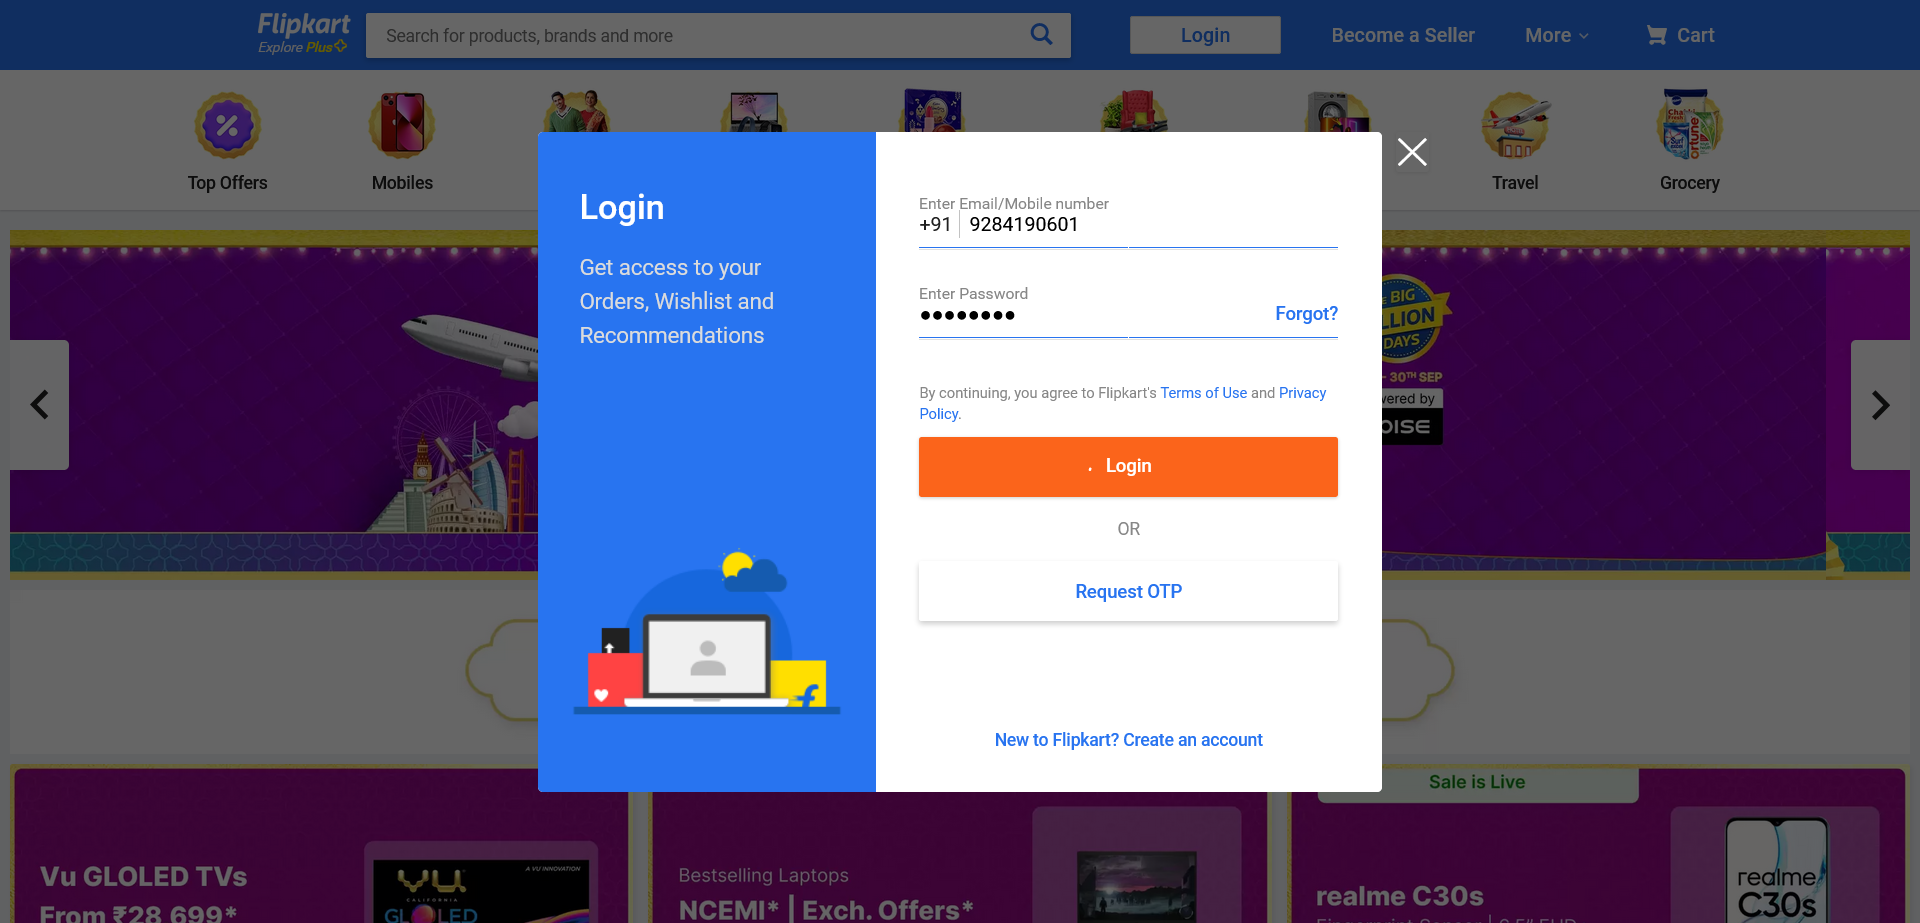 Flipkart
Explore Plus
Search for products, brands and more
Login
Become a Seller
More
Cart
Top Offers
Mobiles
Travel
Grocery
Login
Get access to your
Orders, Wishlist and
Recommendations
Enter Email/Mobile number
+91 9284190601
Enter Password
Forgot?
By continuing, you agree to Flipkart's Terms of Use and Privacy
Policy.
Login
OR
Request OTP
New to Flipkart? Create an account
BIG
LLION
DAYS
- 30TH SEP
wered by
OISE
Vu GLOLED TVs
From ₹28,699*
A VU INNOVATION
VU
CALIFORNIA
GLOLED
Bestselling Laptops
NCEMI* | Exch. Offers*
Sale is Live
realme C30s
realme
C30s